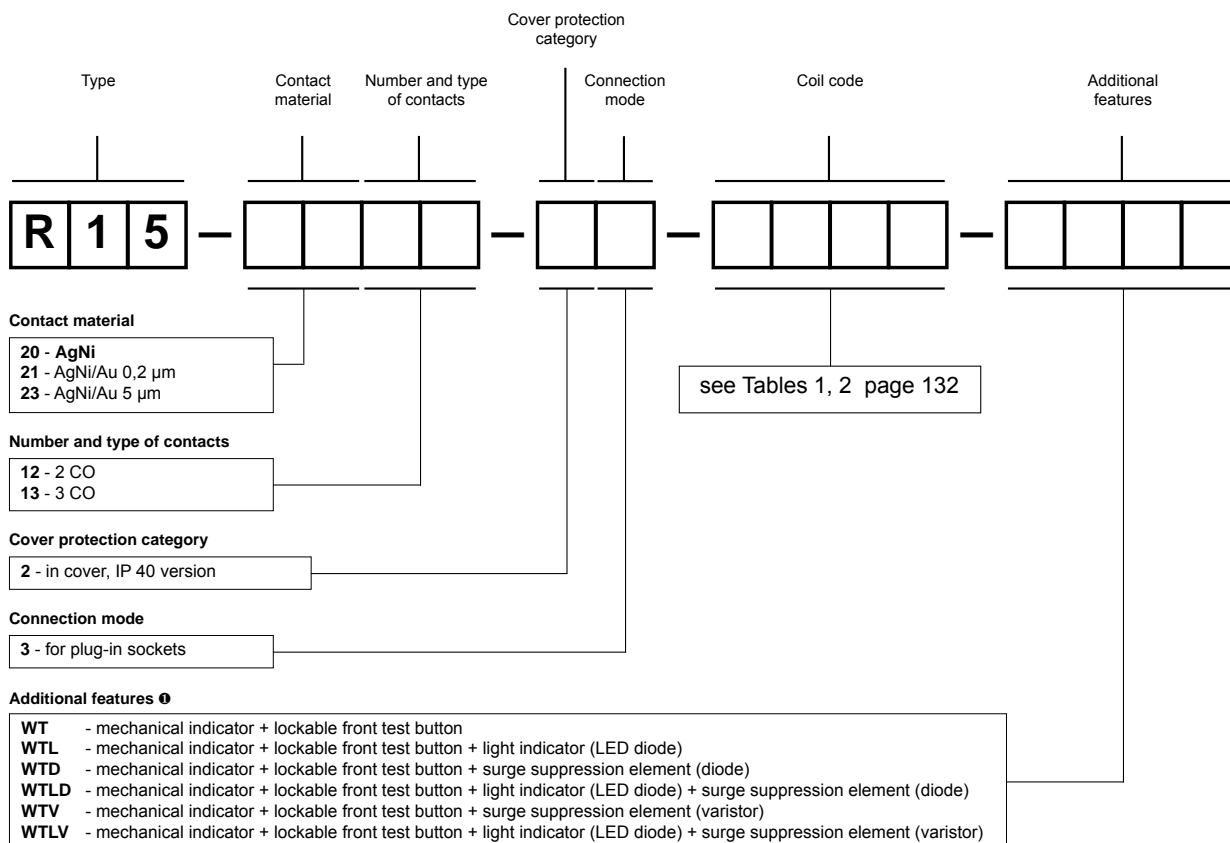 Cover protection
category
Type
Contact
material
Number and type
of contacts
Connection
mode
Coil code
Additional
features
R 1 5 — — — —
Contact material
20 - AgNi
21 - AgNi/Au 0,2 µm
23 - AgNi/Au 5 µm
see Tables 1, 2 page 132
Number and type of contacts
12 - 2 CO
13 - 3 CO
Cover protection category
2 - in cover, IP 40 version
Connection mode
3 - for plug-in sockets
Additional features ❶
WT - mechanical indicator + lockable front test button
WTL - mechanical indicator + lockable front test button + light indicator (LED diode)
WTD - mechanical indicator + lockable front test button + surge suppression element (diode)
WTLD - mechanical indicator + lockable front test button + light indicator (LED diode) + surge suppression element (diode)
WTV - mechanical indicator + lockable front test button + surge suppression element (varistor)
WTLV - mechanical indicator + lockable front test button + light indicator (LED diode) + surge suppression element (varistor)